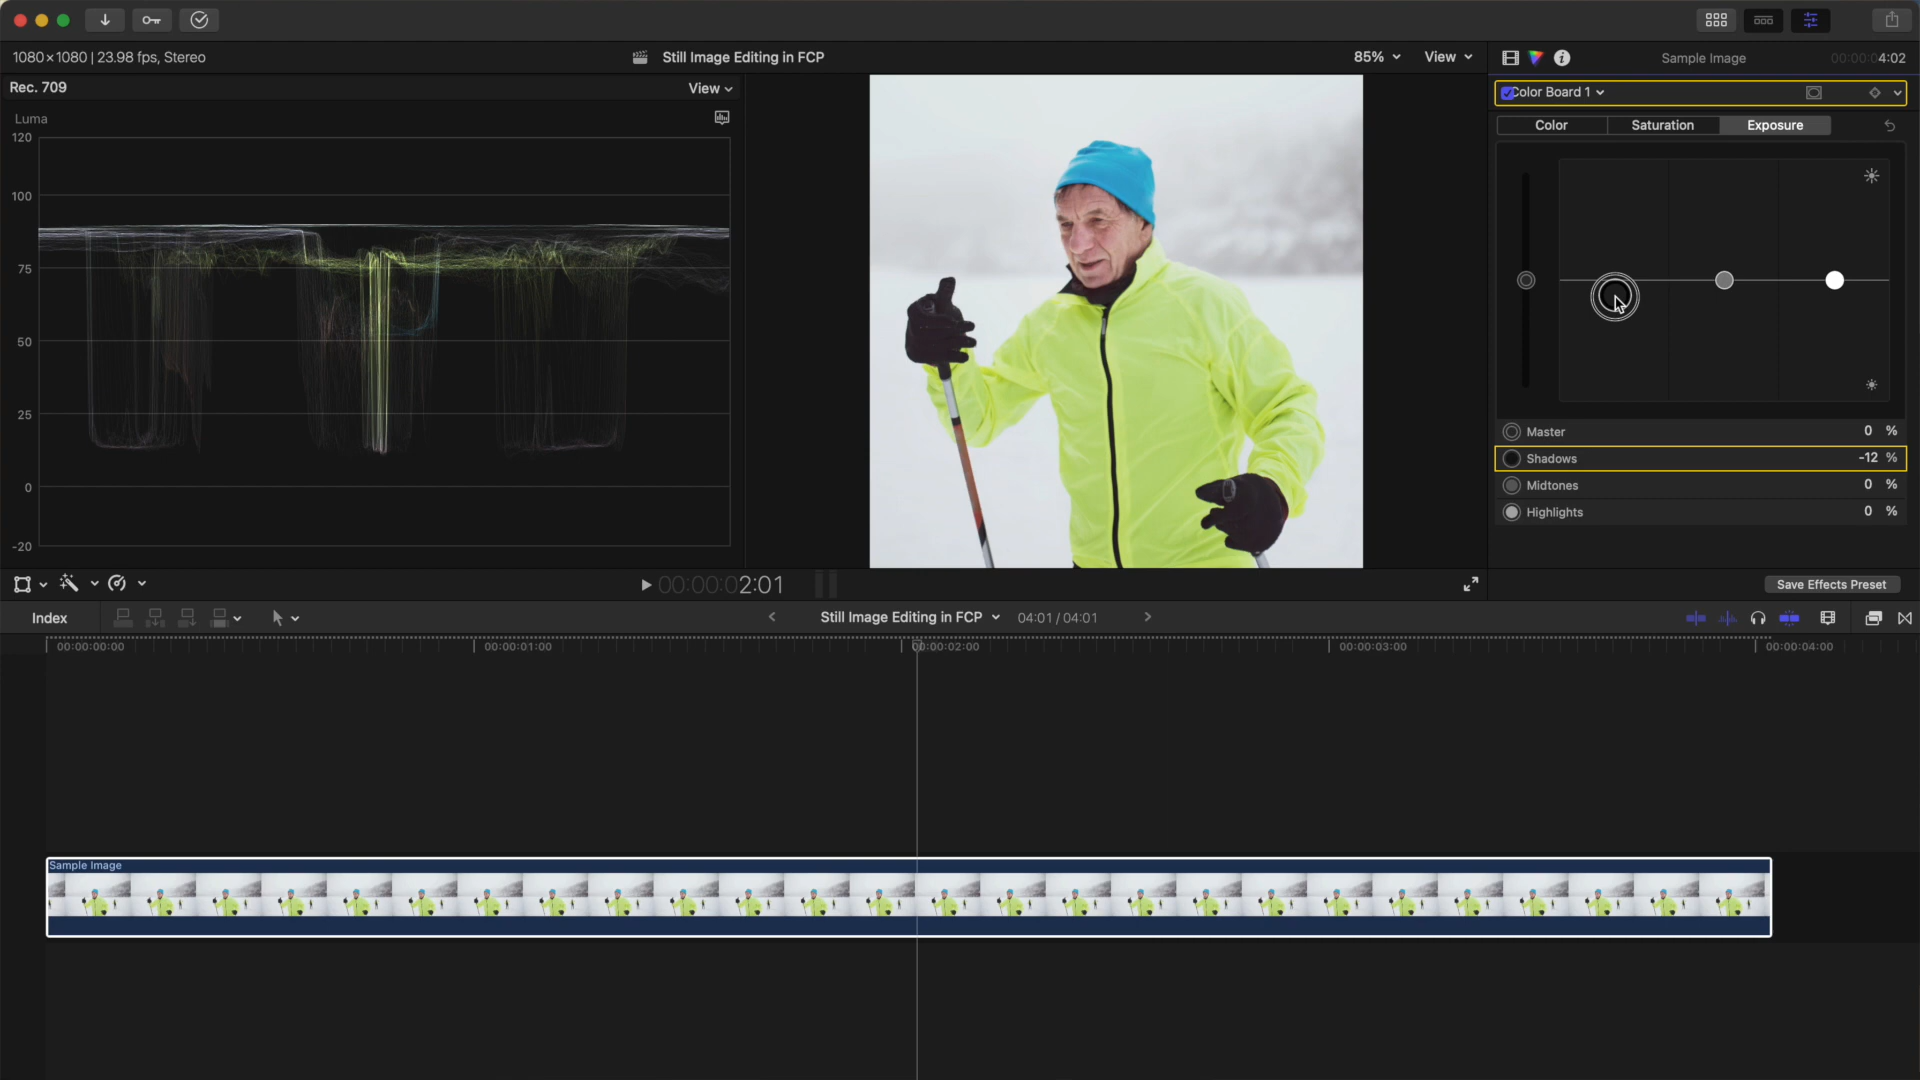 1080×1080 | 23.98 fps, Stereo
Still Image Editing in FCP
85%
View
Sample Image
00:00:04:02
Rec. 709
View
Color Board 1
Luma
Color
Saturation
Exposure
120
100
75
50
25
0
-20
Master
0 %
Shadows
-12 %
Midtones
0 %
Highlights
0 %
00:00:02:01
Save Effects Preset
Index
Still Image Editing in FCP
04:01 / 04:01
00:00:00:00
00:00:01:00
00:00:02:00
00:00:03:00
00:00:04:00
Sample Image